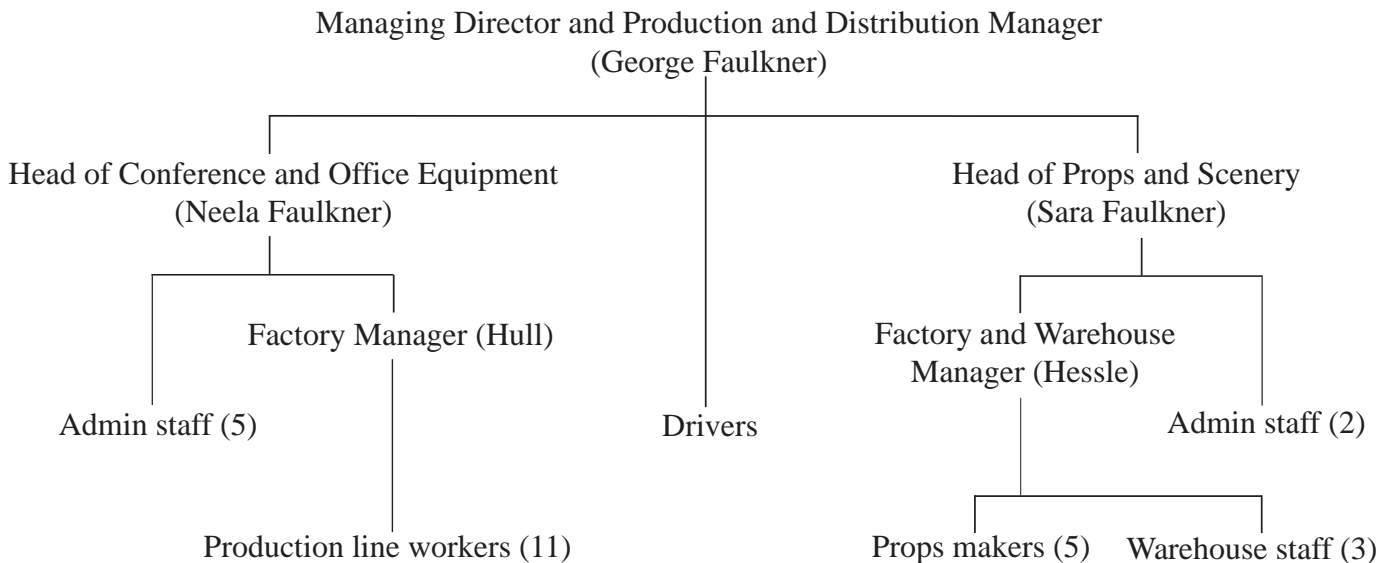 Managing Director and Production and Distribution Manager
(George Faulkner)
Head of Conference and Office Equipment
(Neela Faulkner)
Head of Props and Scenery
(Sara Faulkner)
Factory Manager (Hull)
Factory and Warehouse
Manager (Hessle)
Admin staff (5)
Drivers
Admin staff (2)
Production line workers (11)
Props makers (5)
Warehouse staff (3)